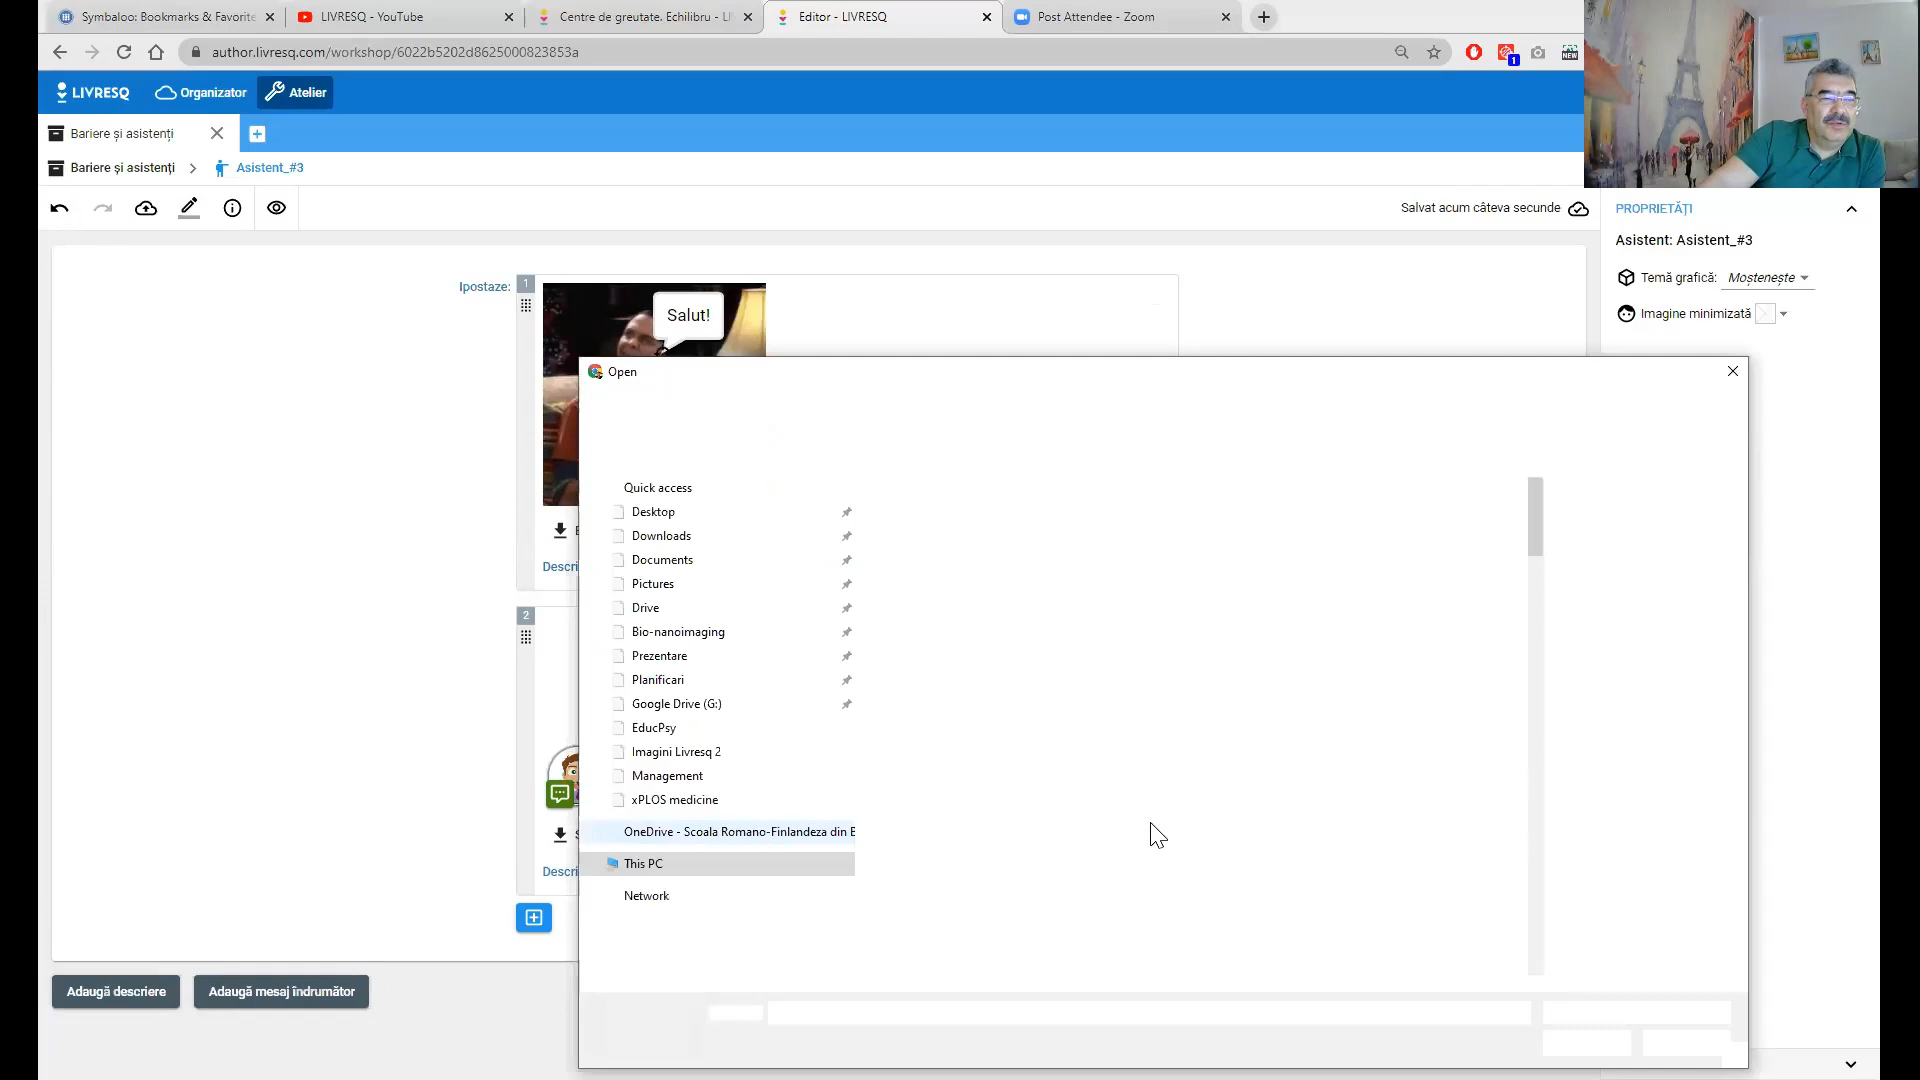 Symbaloo: Bookmarks & Favorite
LIVRESQ - YouTube
Centre de greutate. Echilibru - LI
Editor - LIVRESQ
Post Attendee - Zoom
author.livresq.com/workshop/6022b5202d8625000823853a
1
NEW
LIVRESQ
Organizator
Atelier
Bariere și asistenți
Bariere și asistenți
Asistent_#3
Salvat acum câteva secunde
PROPRIETĂȚI
Asistent: Asistent_#3
Temă grafică: Moștenește
Imagine minimizată
Ipostaze:
1
Salut!
Descri
2
Descri
Adaugă descriere
Adaugă mesaj îndrumător
Open
Quick access
Desktop
Downloads
Documents
Pictures
Drive
Bio-nanoimaging
Prezentare
Planificari
Google Drive (G:)
EducPsy
Imagini Livresq 2
Management
xPLOS medicine
OneDrive - Scoala Romano-Finlandeza din B
This PC
Network